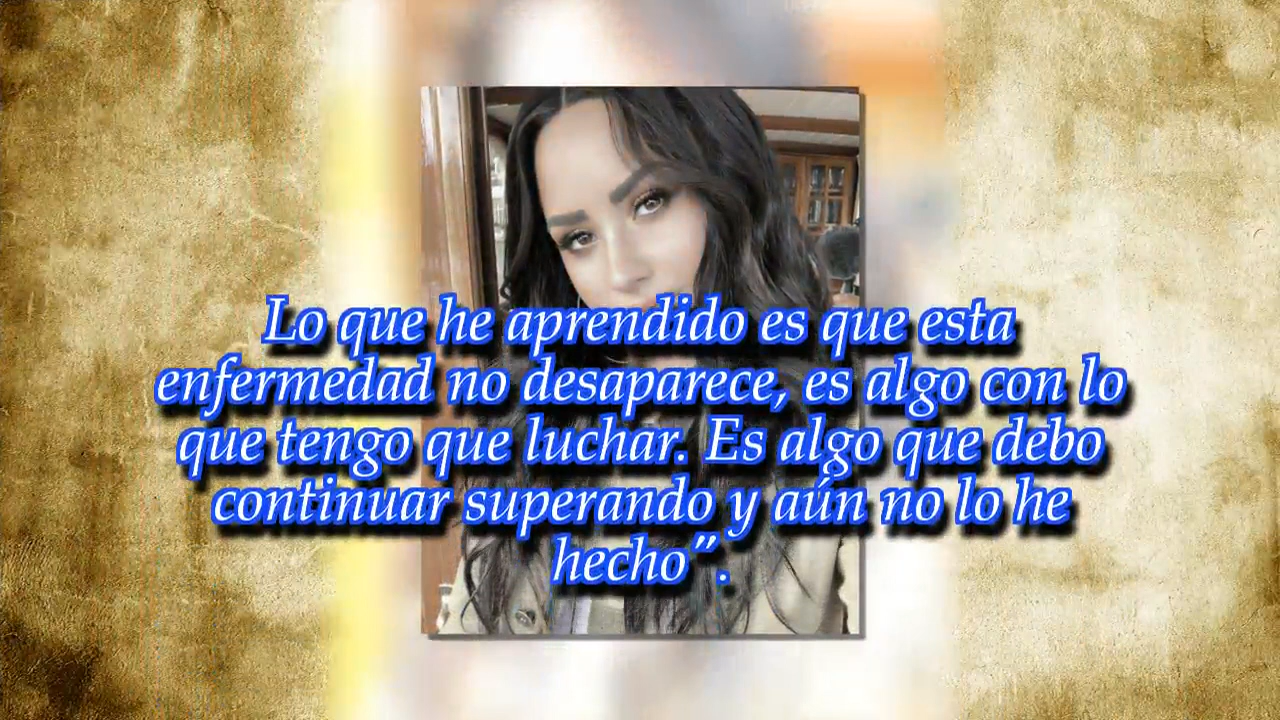 Lo que he aprendido es que esta
enfermedad no desaparece, es algo con lo
que tengo que luchar. Es algo que debo
continuar superando y aún no lo he
hecho”.